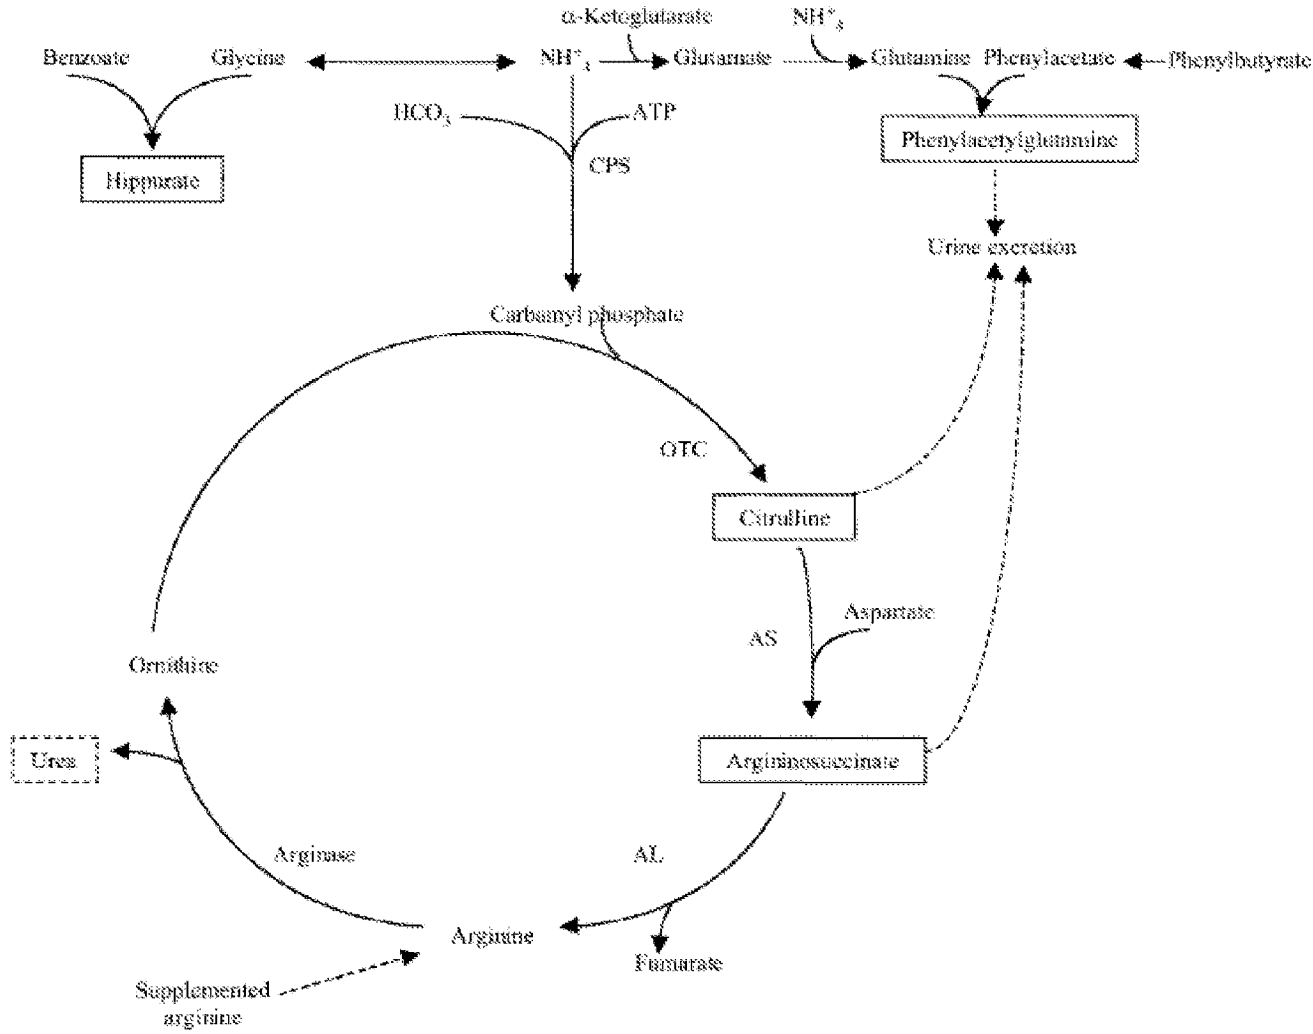 α-Ketoglutarate
NH⁺₃
Benzoate
Glycine
NH⁺₃
Glutamate
Glutamine
Phenylacetate
Phenylbutyrate
HCO₃
ATP
Phenylacetylglutamine
CPS
Hippurate
Urine excretion
Carbamyl phosphate
OTC
Citrulline
Aspartate
AS
Ornithine
Urea
Argininosuccinate
Arginase
AL
Arginine
Fumarate
Supplemented
arginine